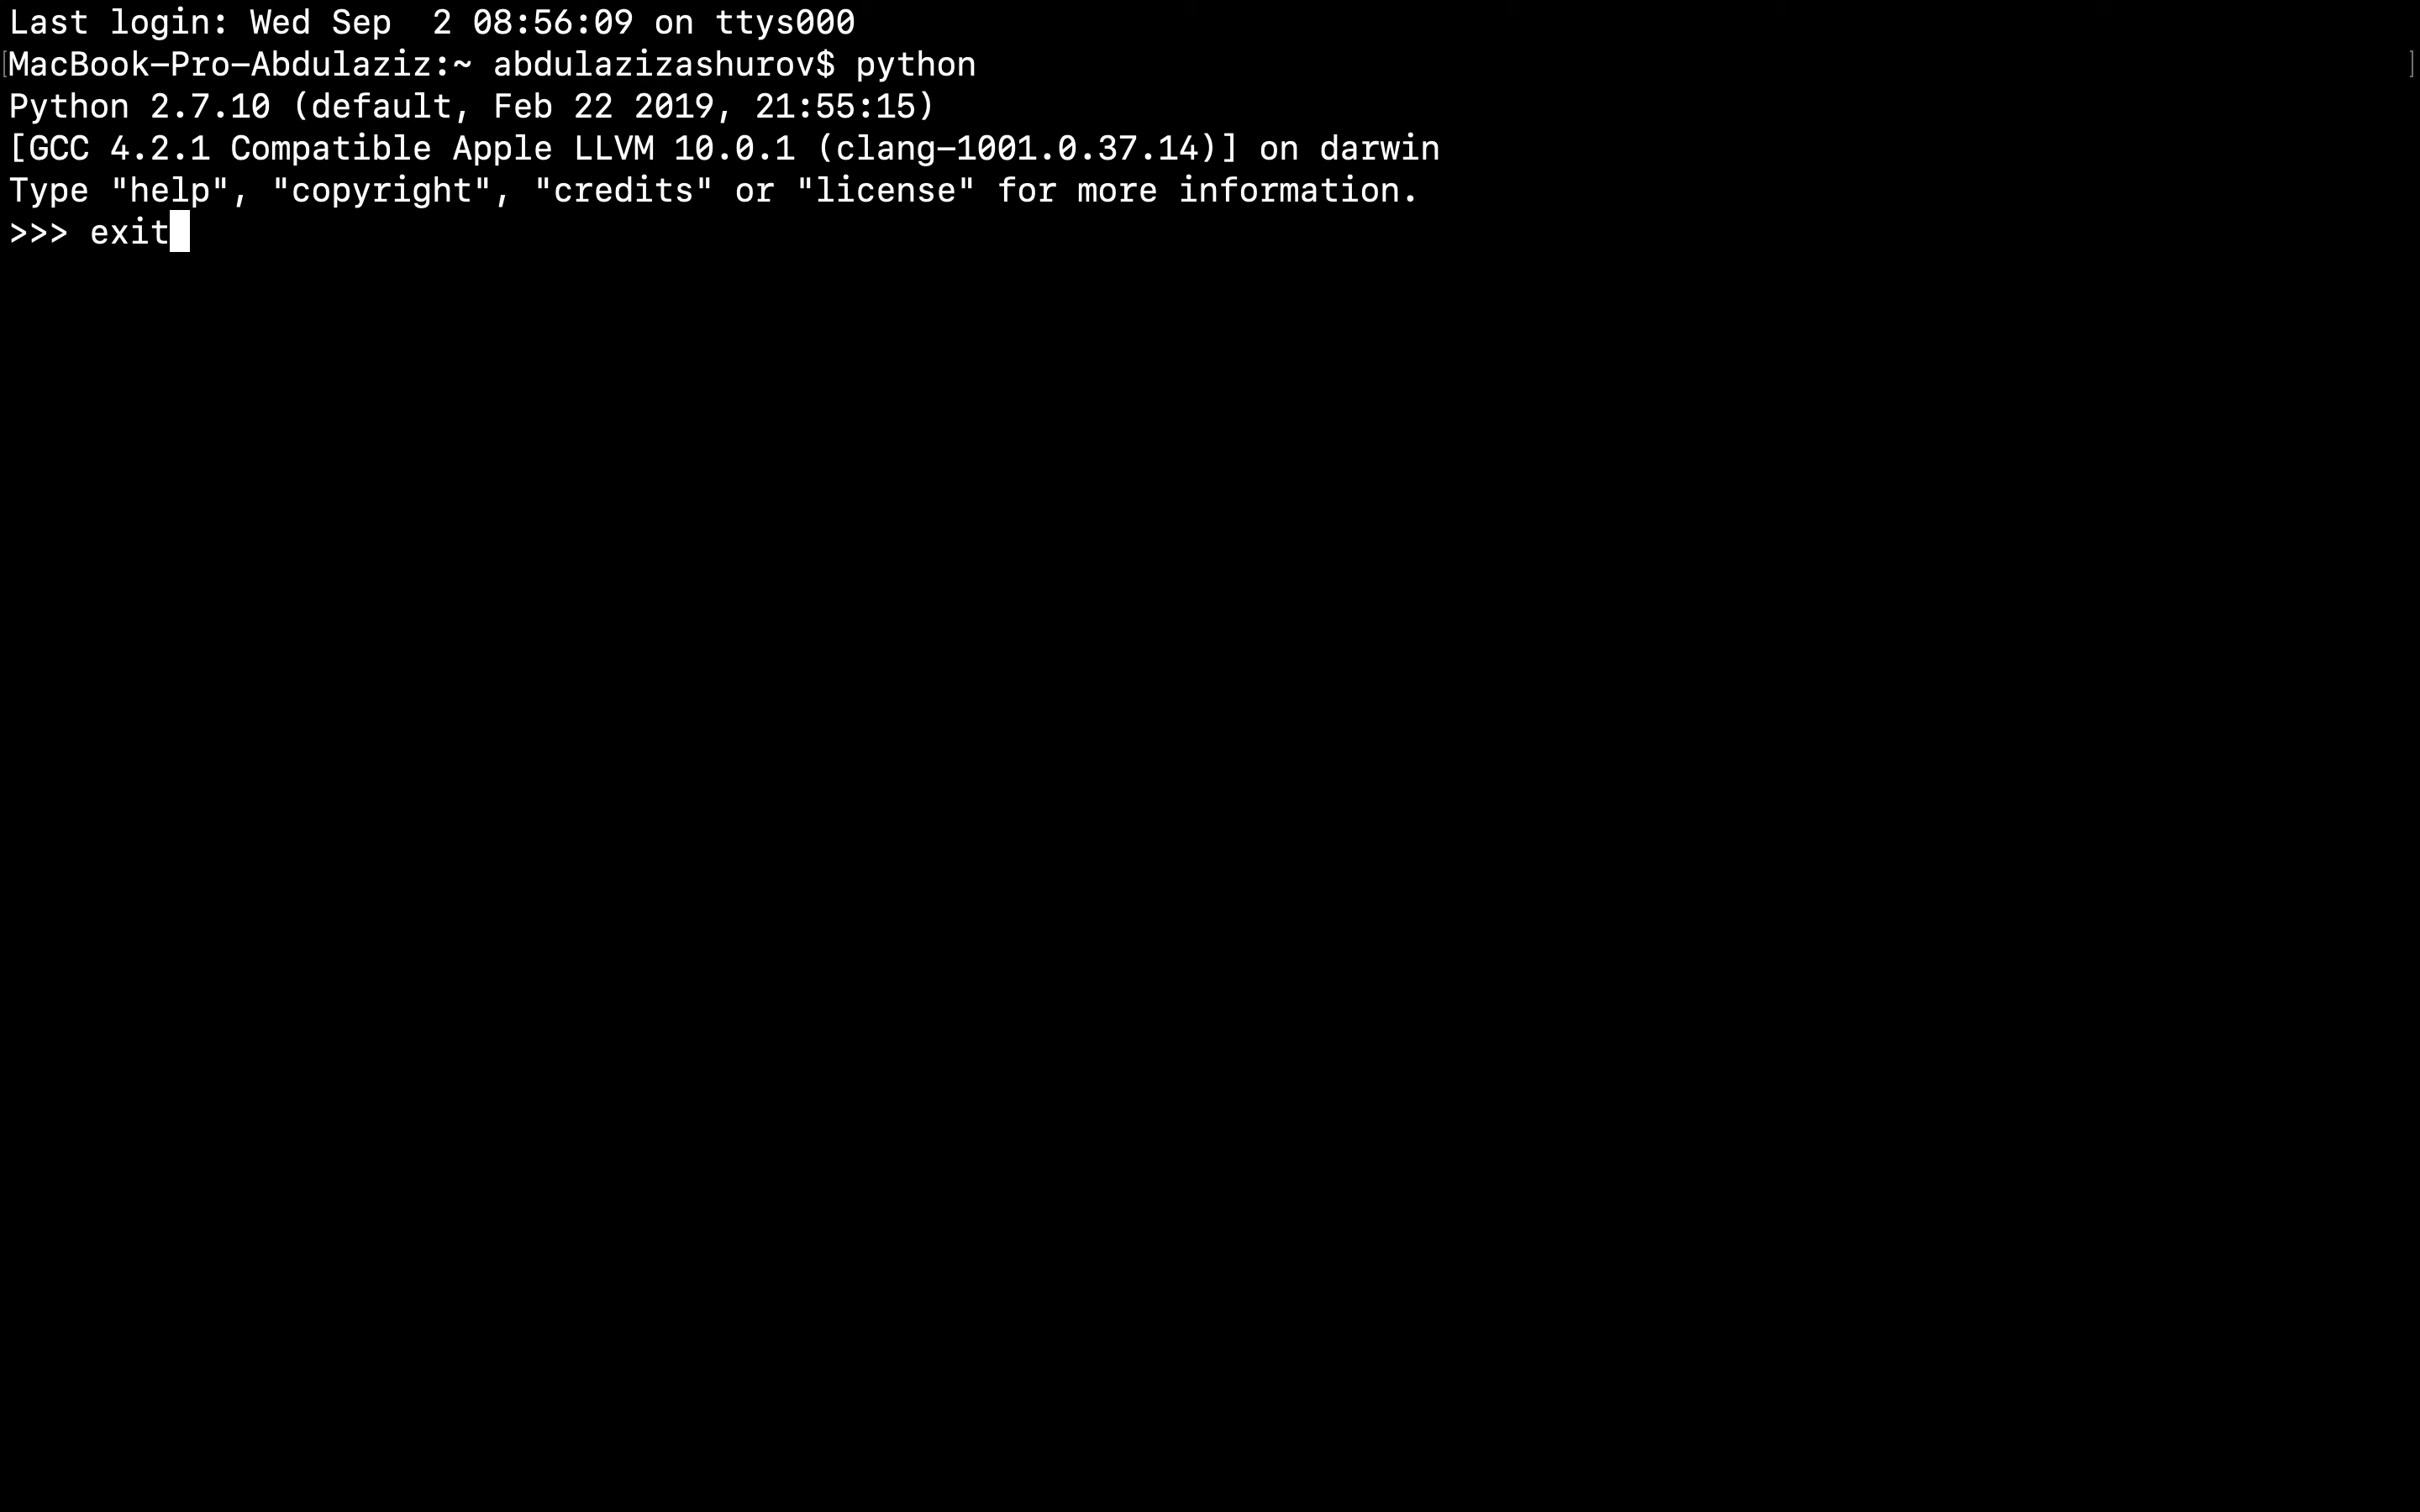 Last login: Wed Sep  2 08:56:09 on ttys000
[MacBook-Pro-Abdulaziz:~ abdulazizashurov$ python ]
Python 2.7.10 (default, Feb 22 2019, 21:55:15)
[GCC 4.2.1 Compatible Apple LLVM 10.0.1 (clang-1001.0.37.14)] on darwin
Type "help", "copyright", "credits" or "license" for more information.
>>> exit